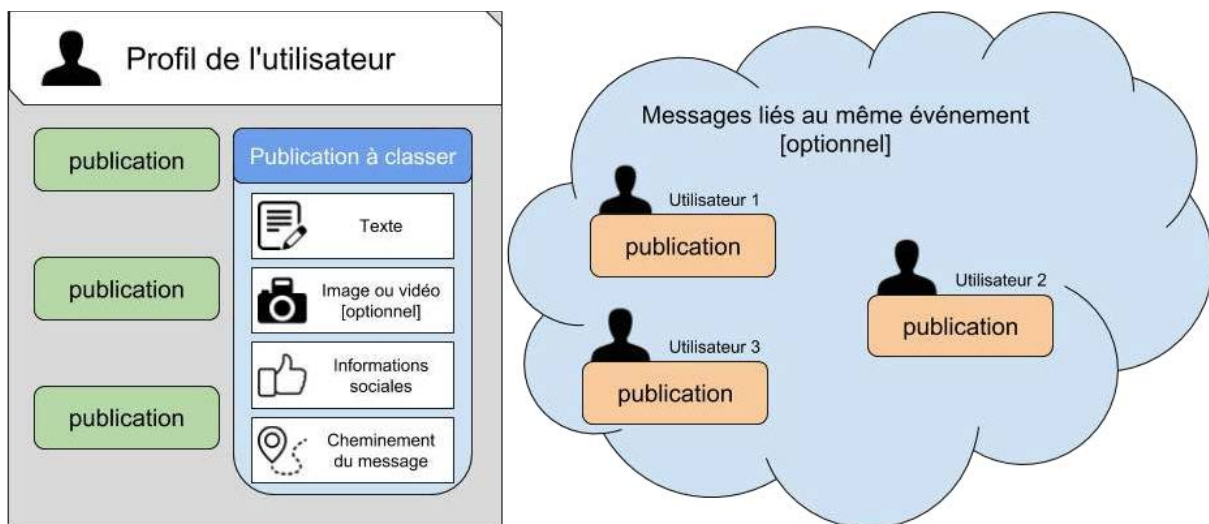 Profil de l'utilisateur
publication
publication
publication
Publication à classer
Texte
Image ou vidéo
[optionnel]
Informations
sociales
Cheminement
du message
Messages liés au même événement
[optionnel]
Utilisateur 1
publication
Utilisateur 2
publication
Utilisateur 3
publication